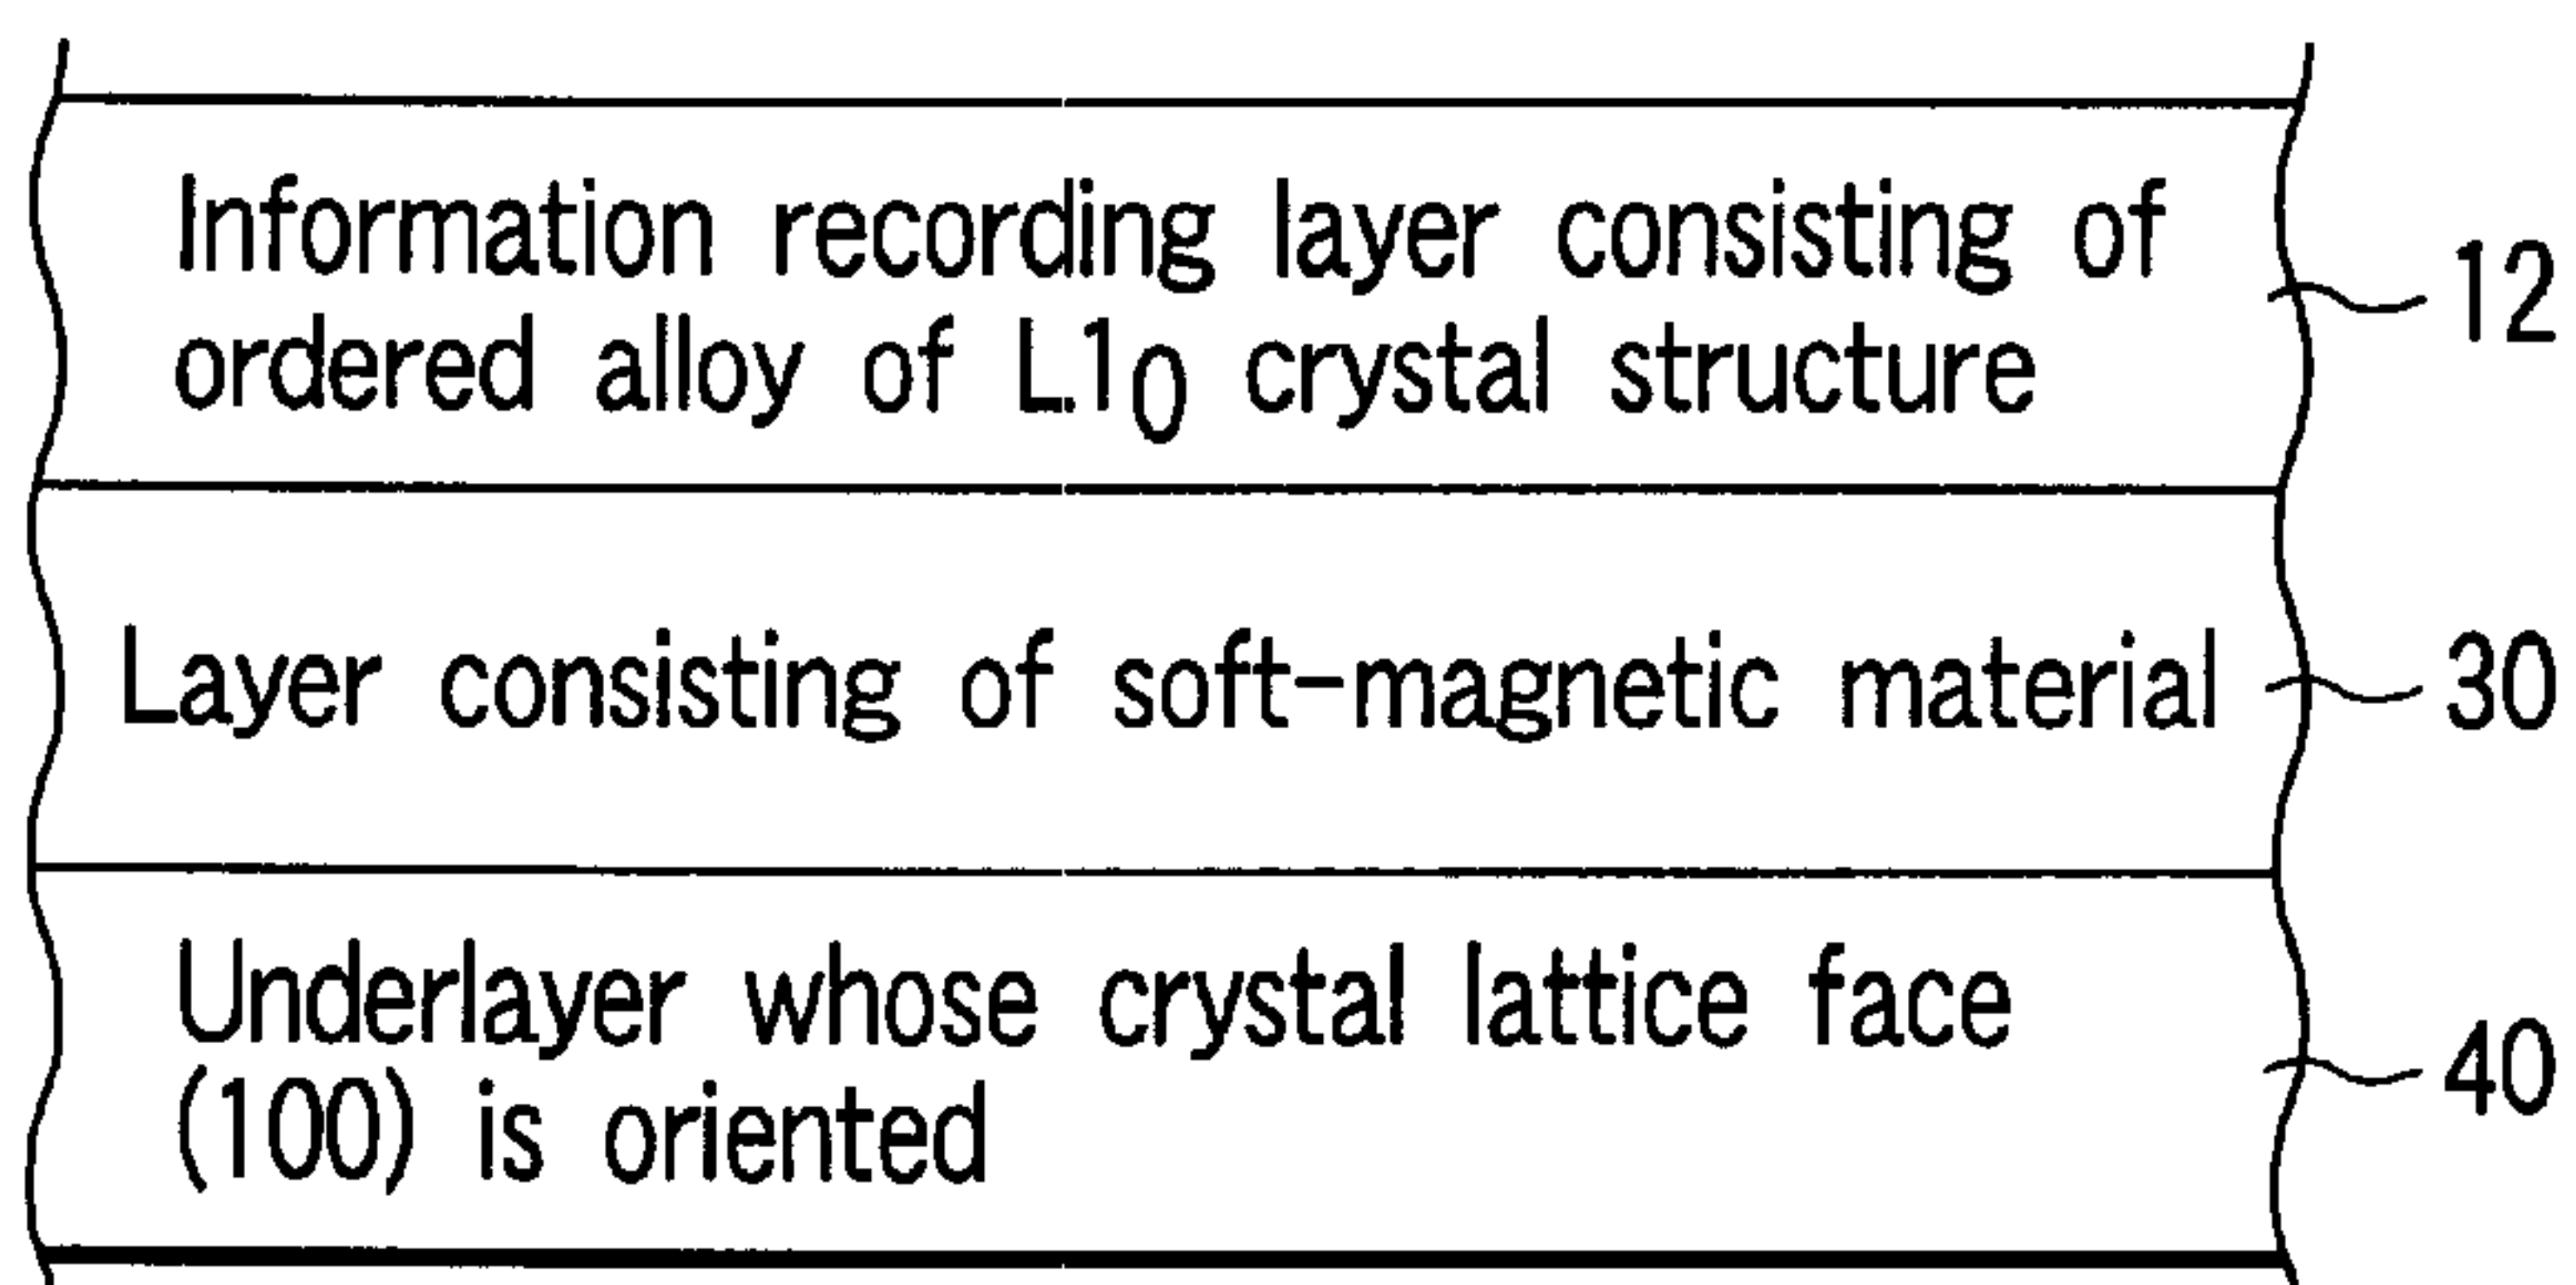 Information recording layer consisting of
ordered alloy of L1₀ crystal structure
12
Layer consisting of soft-magnetic material
30
Underlayer whose crystal lattice face
(100) is oriented
40